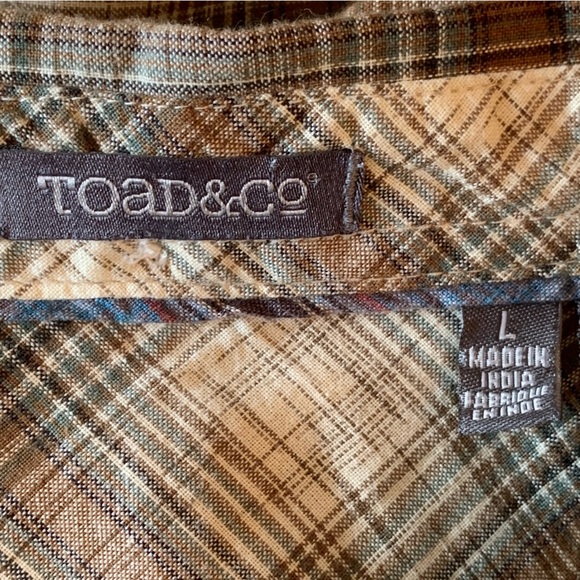 TOAD&CO®
L
MADE IN
INDIA
FABRIQUE
EN INDE